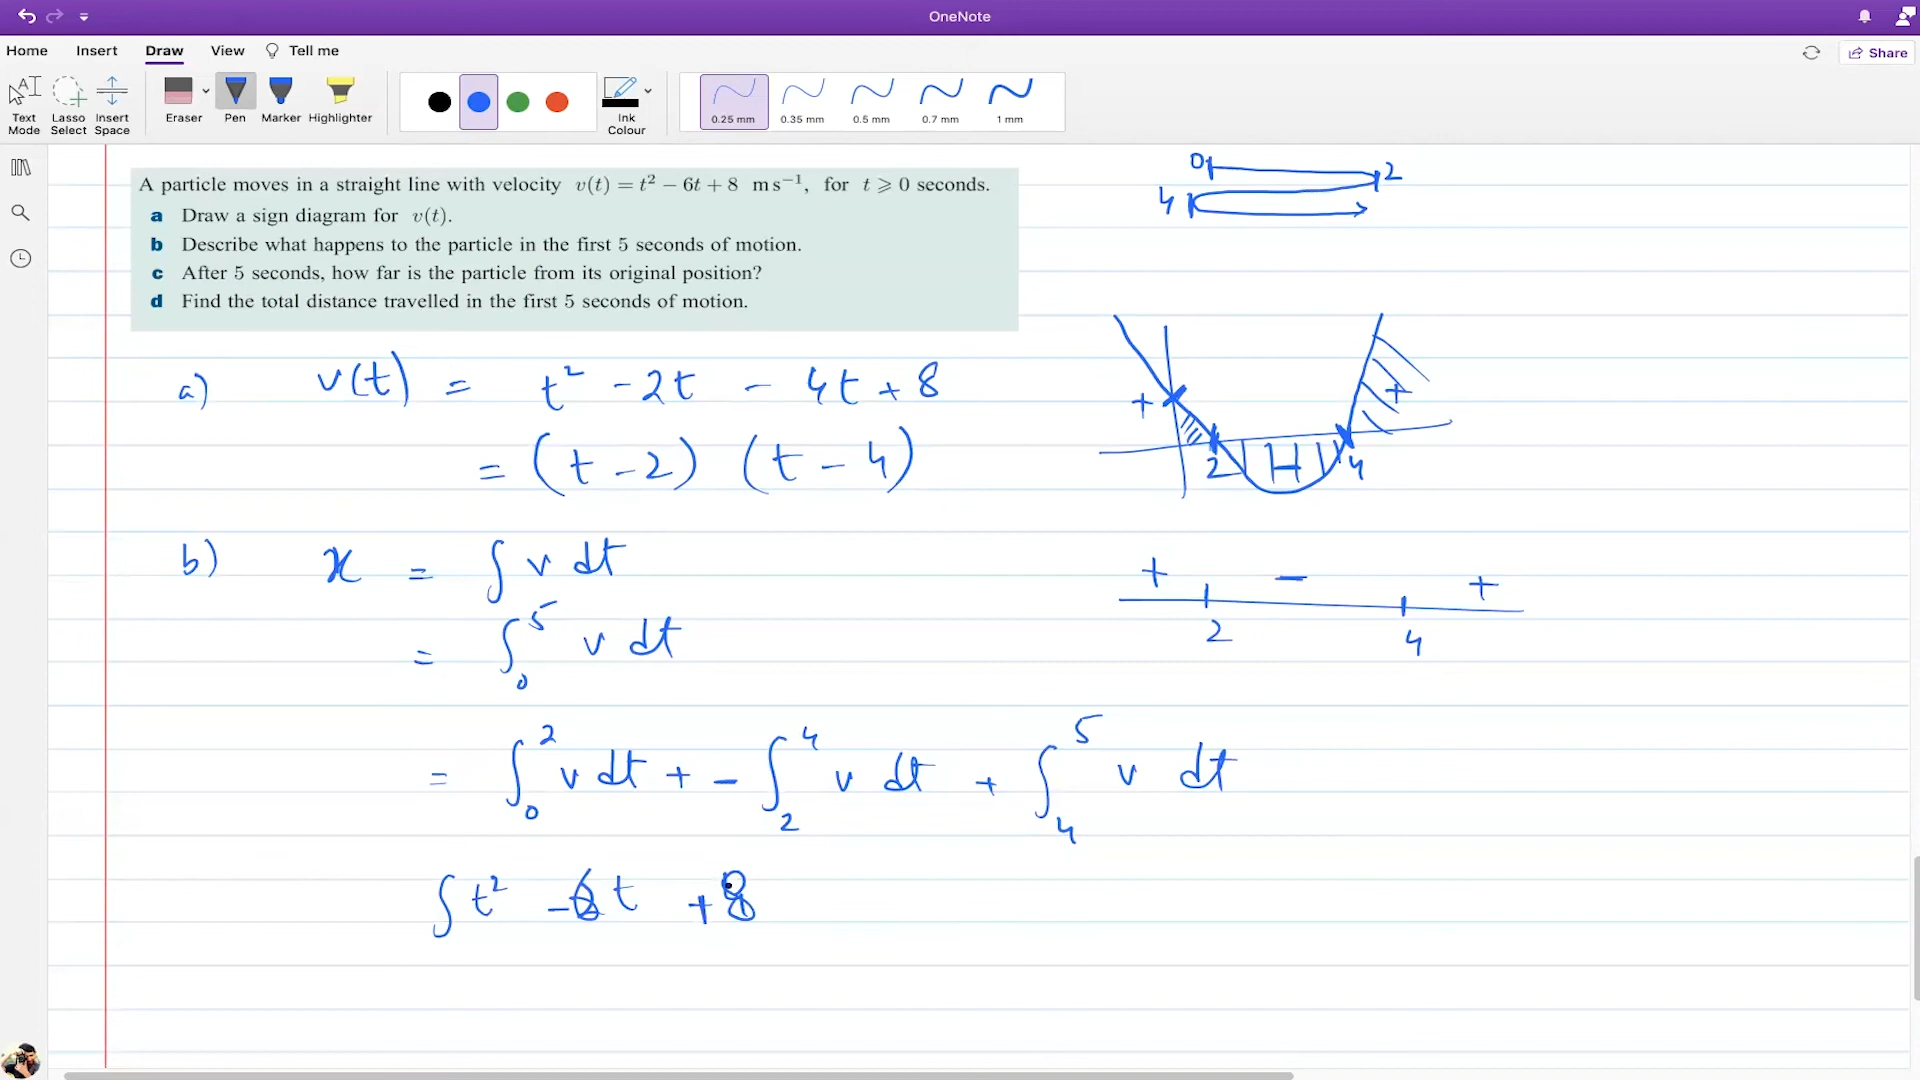 OneNote
Home Insert Draw View Tell me Share
Text Mode Lasso Select Insert Space Eraser Pen Marker Highlighter Ink Colour 0.25 mm 0.35 mm 0.5 mm 0.7 mm 1 mm
A particle moves in a straight line with velocity v(t) = t² − 6t + 8 m s⁻¹, for t ⩾ 0 seconds.
a Draw a sign diagram for v(t).
b Describe what happens to the particle in the first 5 seconds of motion.
c After 5 seconds, how far is the particle from its original position?
d Find the total distance travelled in the first 5 seconds of motion.
0 2
4
a) v(t) = t² - 2t - 4t + 8
= (t - 2) (t - 4)
+ +
2 4
b) x = ∫ v dt
= ∫₀⁵ v dt
+ - +
2 4
= ∫₀² v dt + - ∫₂⁴ v dt + ∫₄⁵ v dt
∫ t² - 6t + 8